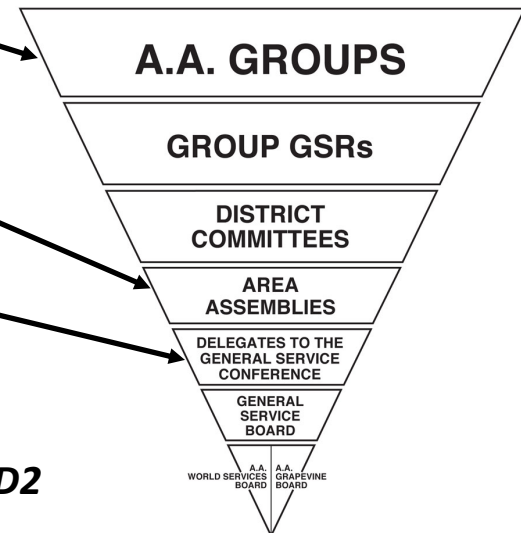 A.A. GROUPS
GROUP GSRs
DISTRICT
COMMITTEES
AREA
ASSEMBLIES
DELEGATES TO THE
GENERAL SERVICE
CONFERENCE
GENERAL
SERVICE
BOARD
A.A.
WORLD SERVICES
BOARD
A.A.
GRAPEVINE
BOARD
D2